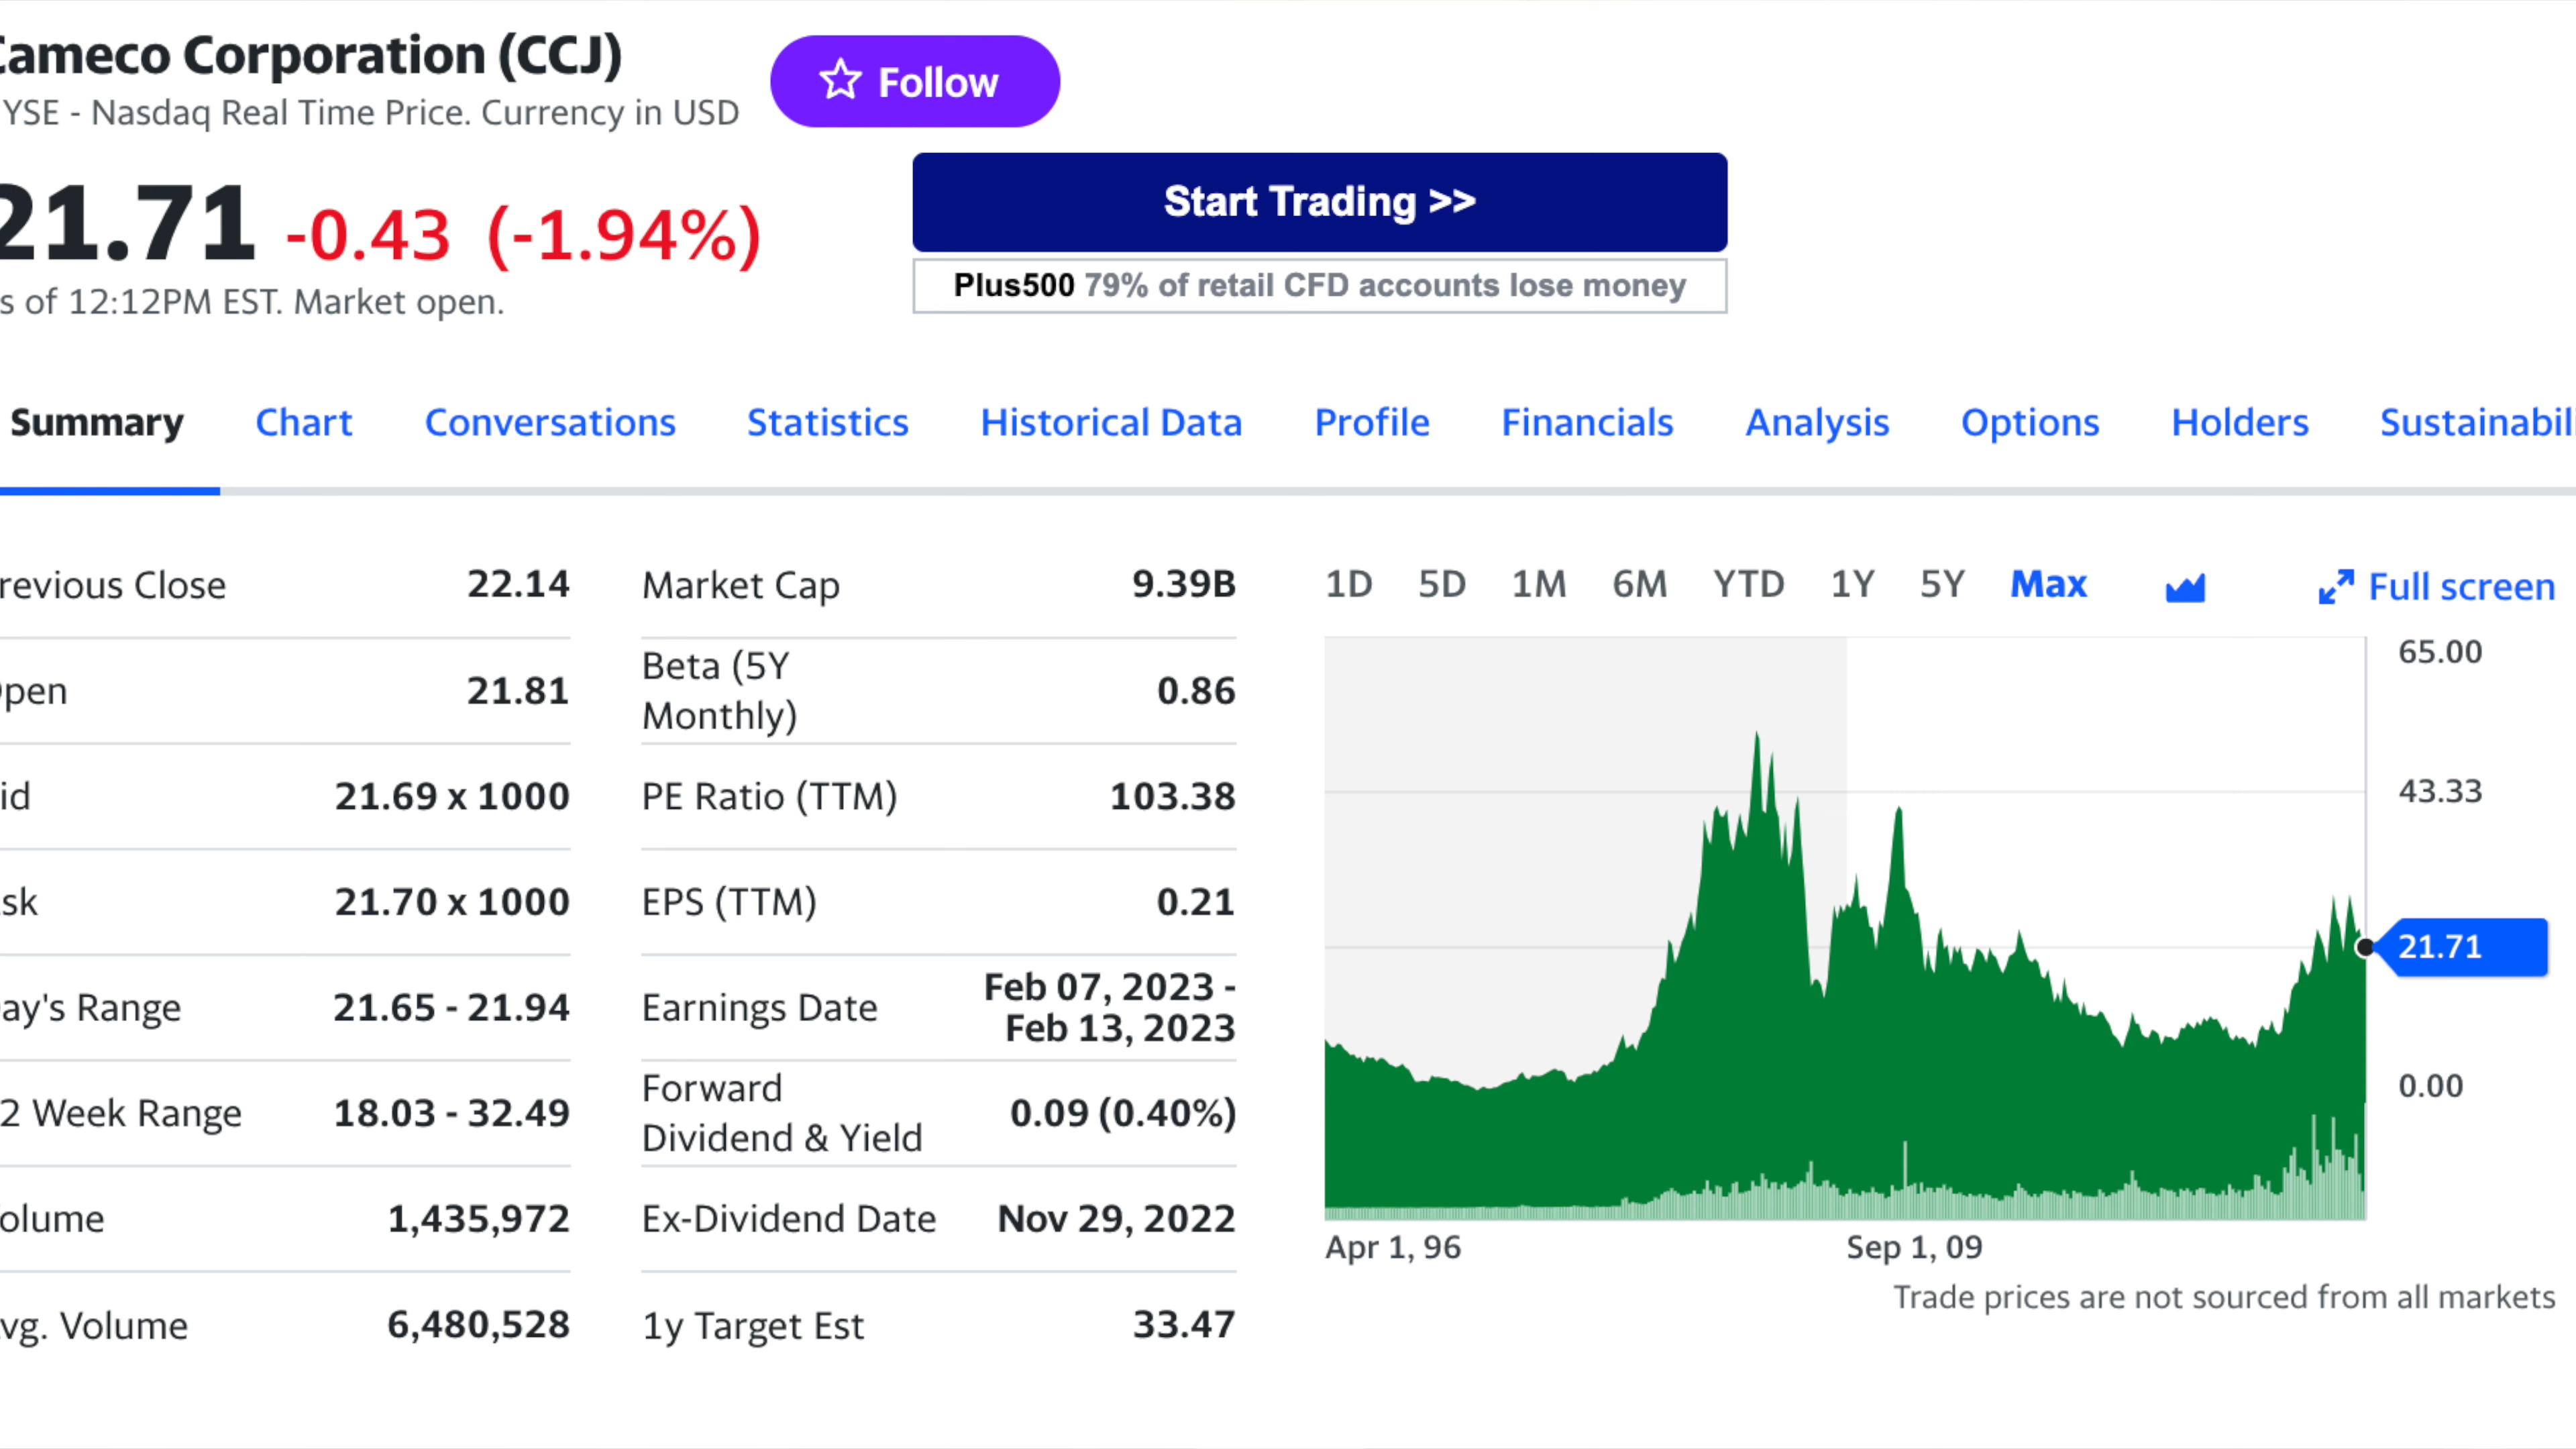 Cameco Corporation (CCJ)
Follow
YSE - Nasdaq Real Time Price. Currency in USD
Start Trading >>
21.71 -0.43 (-1.94%)
Plus500 79% of retail CFD accounts lose money
s of 12:12PM EST. Market open.
Summary Chart Conversations Statistics Historical Data Profile Financials Analysis Options Holders Sustainabil
revious Close 22.14
pen 21.81
id 21.69 x 1000
sk 21.70 x 1000
ay's Range 21.65 - 21.94
2 Week Range 18.03 - 32.49
olume 1,435,972
vg. Volume 6,480,528
Market Cap 9.39B
Beta (5Y
Monthly) 0.86
PE Ratio (TTM) 103.38
EPS (TTM) 0.21
Earnings Date Feb 07, 2023 -
Feb 13, 2023
Forward
Dividend & Yield 0.09 (0.40%)
Ex-Dividend Date Nov 29, 2022
1y Target Est 33.47
1D 5D 1M 6M YTD 1Y 5Y Max Full screen
65.00
43.33
21.71
0.00
Apr 1, 96 Sep 1, 09
Trade prices are not sourced from all markets